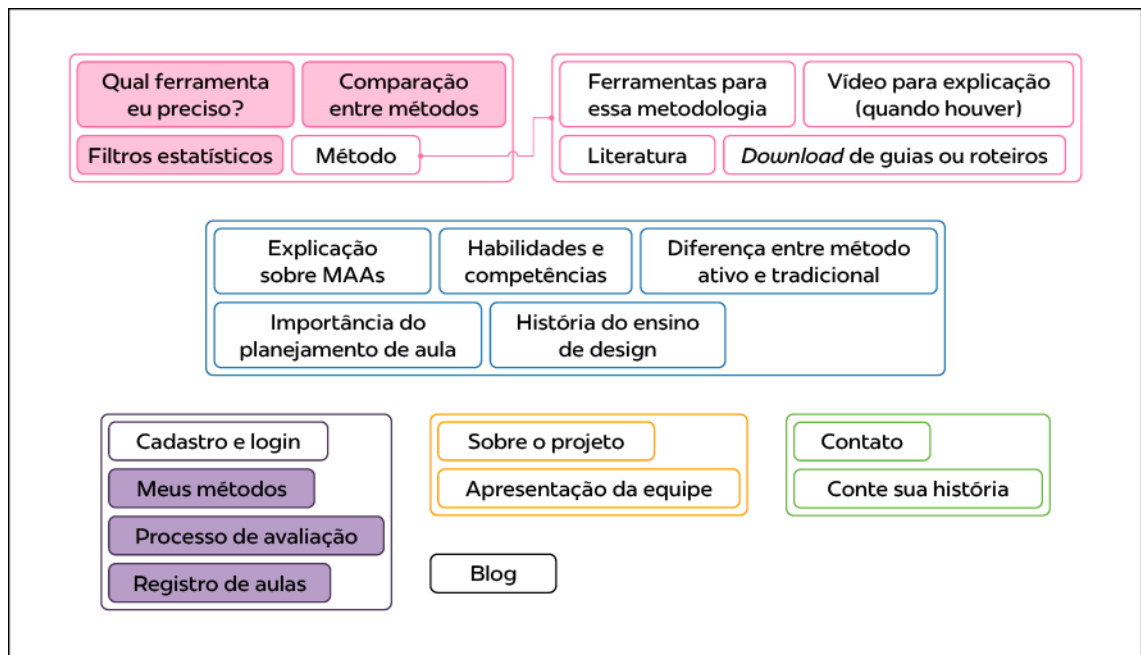 Qual ferramenta
eu preciso?
Comparação
entre métodos
Filtros estatísticos
Método
Ferramentas para
essa metodologia
Vídeo para explicação
(quando houver)
Literatura
Download de guias ou roteiros
Explicação
sobre MAAs
Habilidades e
competências
Diferença entre método
ativo e tradicional
Importância do
planejamento de aula
História do ensino
de design
Cadastro e login
Meus métodos
Processo de avaliação
Registro de aulas
Sobre o projeto
Apresentação da equipe
Blog
Contato
Conte sua história